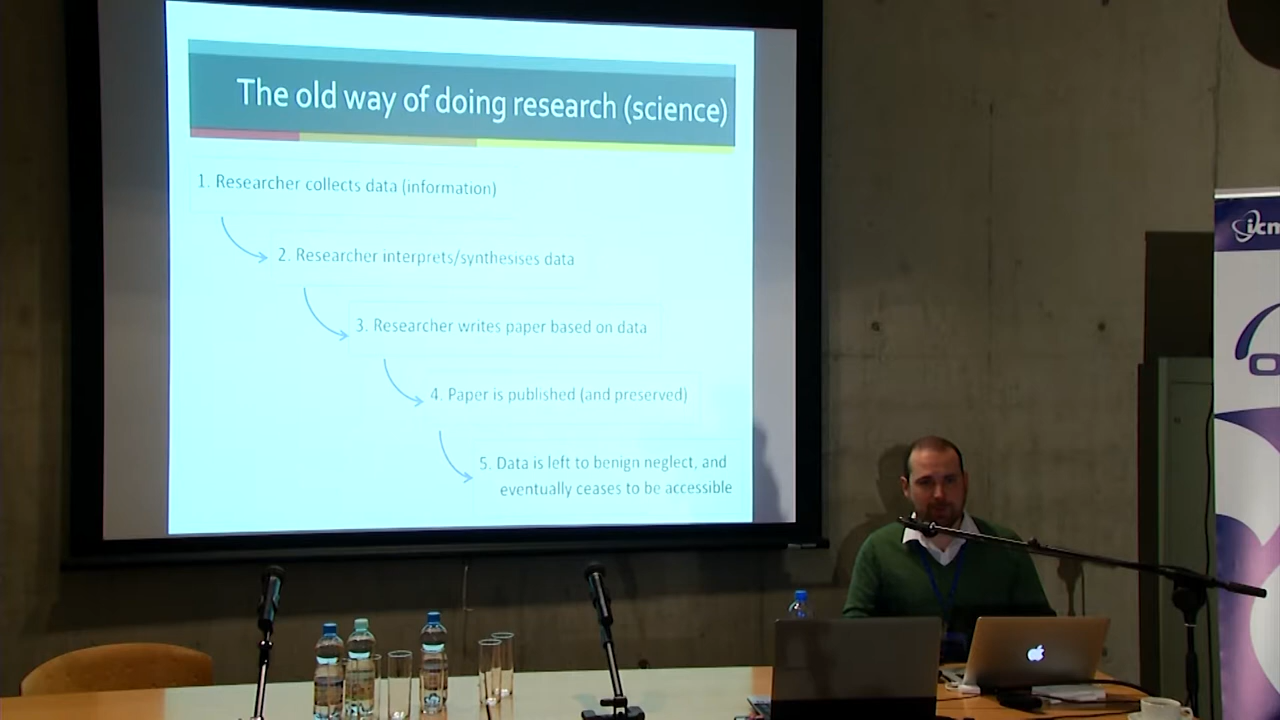 The old way of doing research (science)
1. Researcher collects data (information)
2. Researcher interprets/synthesises data
3. Researcher writes paper based on data
4. Paper is published (and preserved)
5. Data is left to benign neglect, and
eventually ceases to be accessible
icm